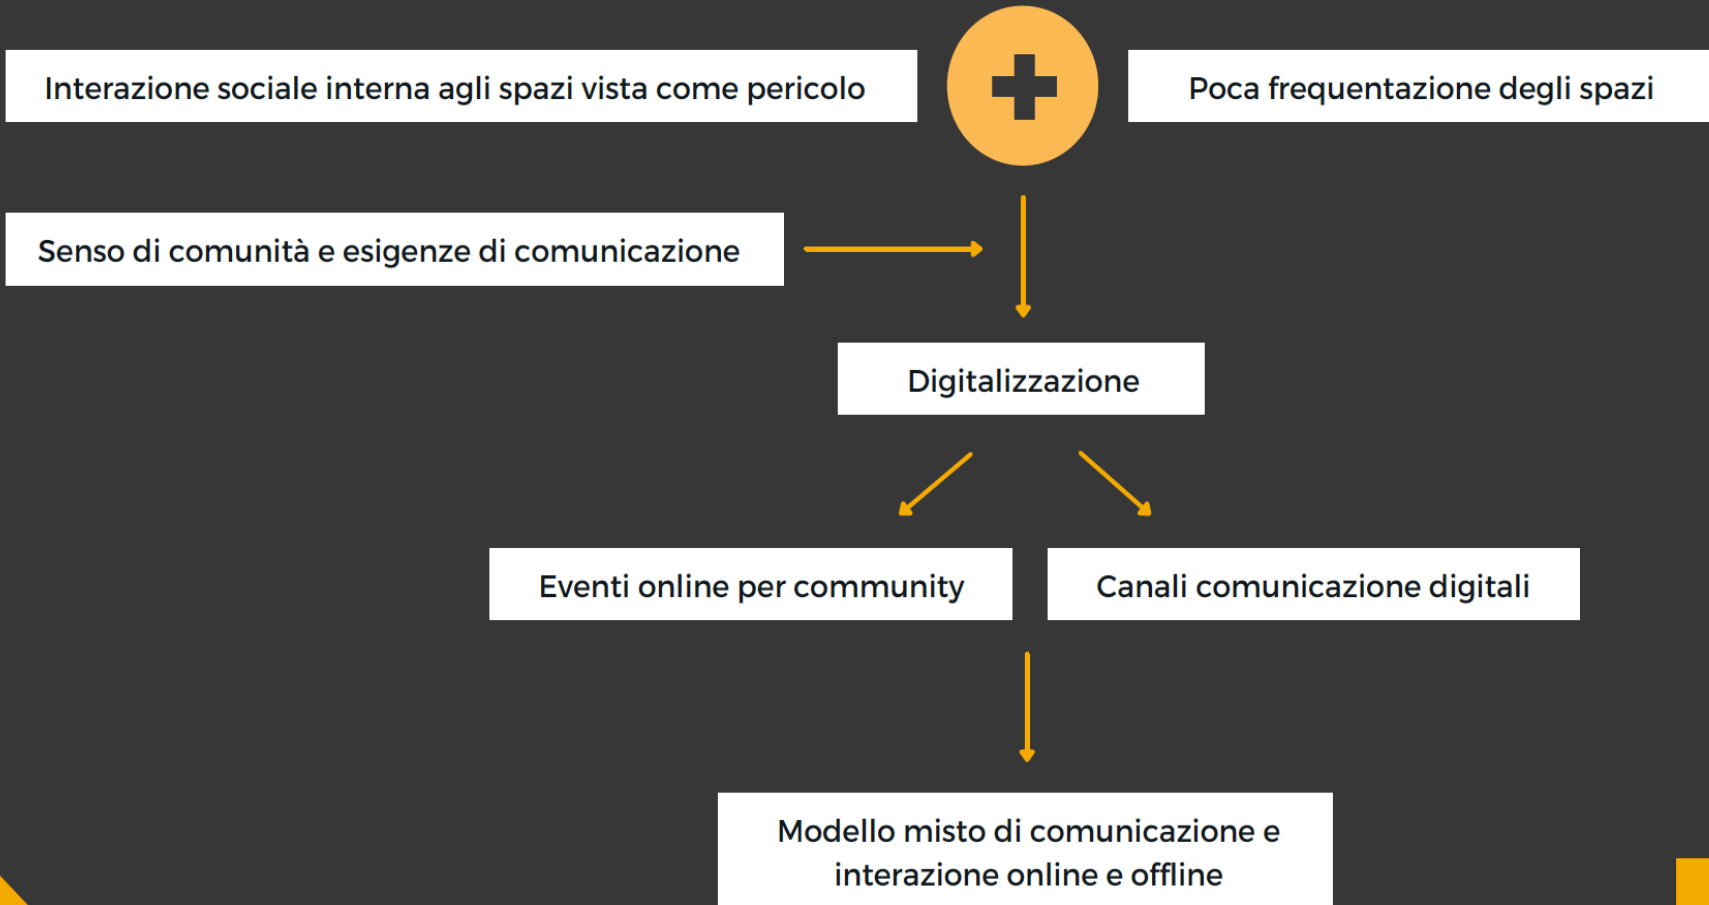 Interazione sociale interna agli spazi vista come pericolo
Poca frequentazione degli spazi
Senso di comunità e esigenze di comunicazione
Digitalizzazione
Eventi online per community
Canali comunicazione digitali
Modello misto di comunicazione e
interazione online e offline